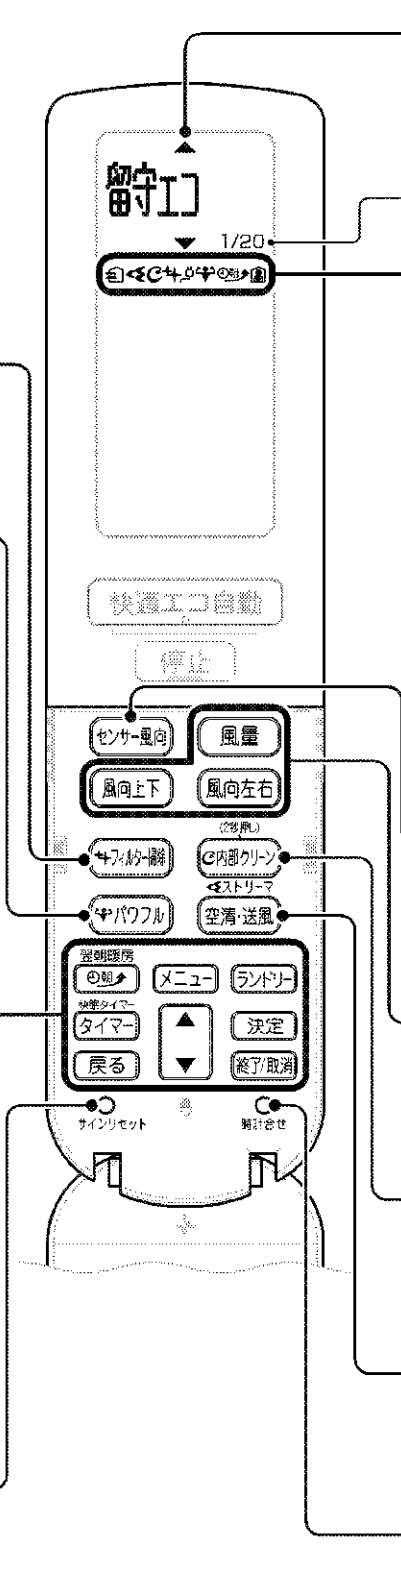 留守エコ
1/20
快適エコ自動
停止
センサー風向
風量
風向上下
風向左右
(2秒押し)
フィルター掃除
内部クリーン
ストリーマ
パワフル
空清・送風
翌朝暖房
朝
メニュー
ランドリー
快眠タイマー
タイマー
決定
戻る
終了/取消
サインリセット
時計合せ